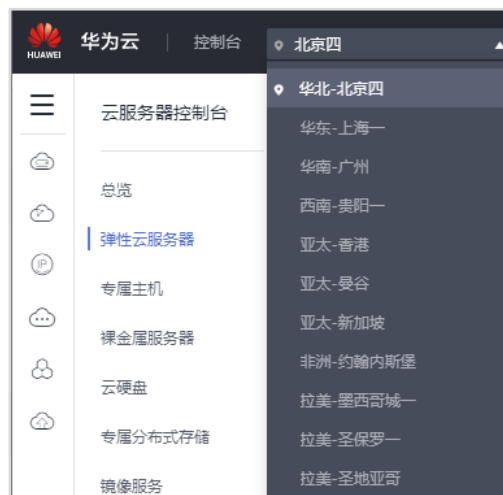 HUAWEI
华为云
控制台
北京四
云服务器控制台
总览
弹性云服务器
专属主机
裸金属服务器
云硬盘
专属分布式存储
镜像服务
华北-北京四
华东-上海一
华南-广州
西南-贵阳一
亚太-香港
亚太-曼谷
亚太-新加坡
非洲-约翰内斯堡
拉美-墨西哥城一
拉美-圣保罗一
拉美-圣地亚哥